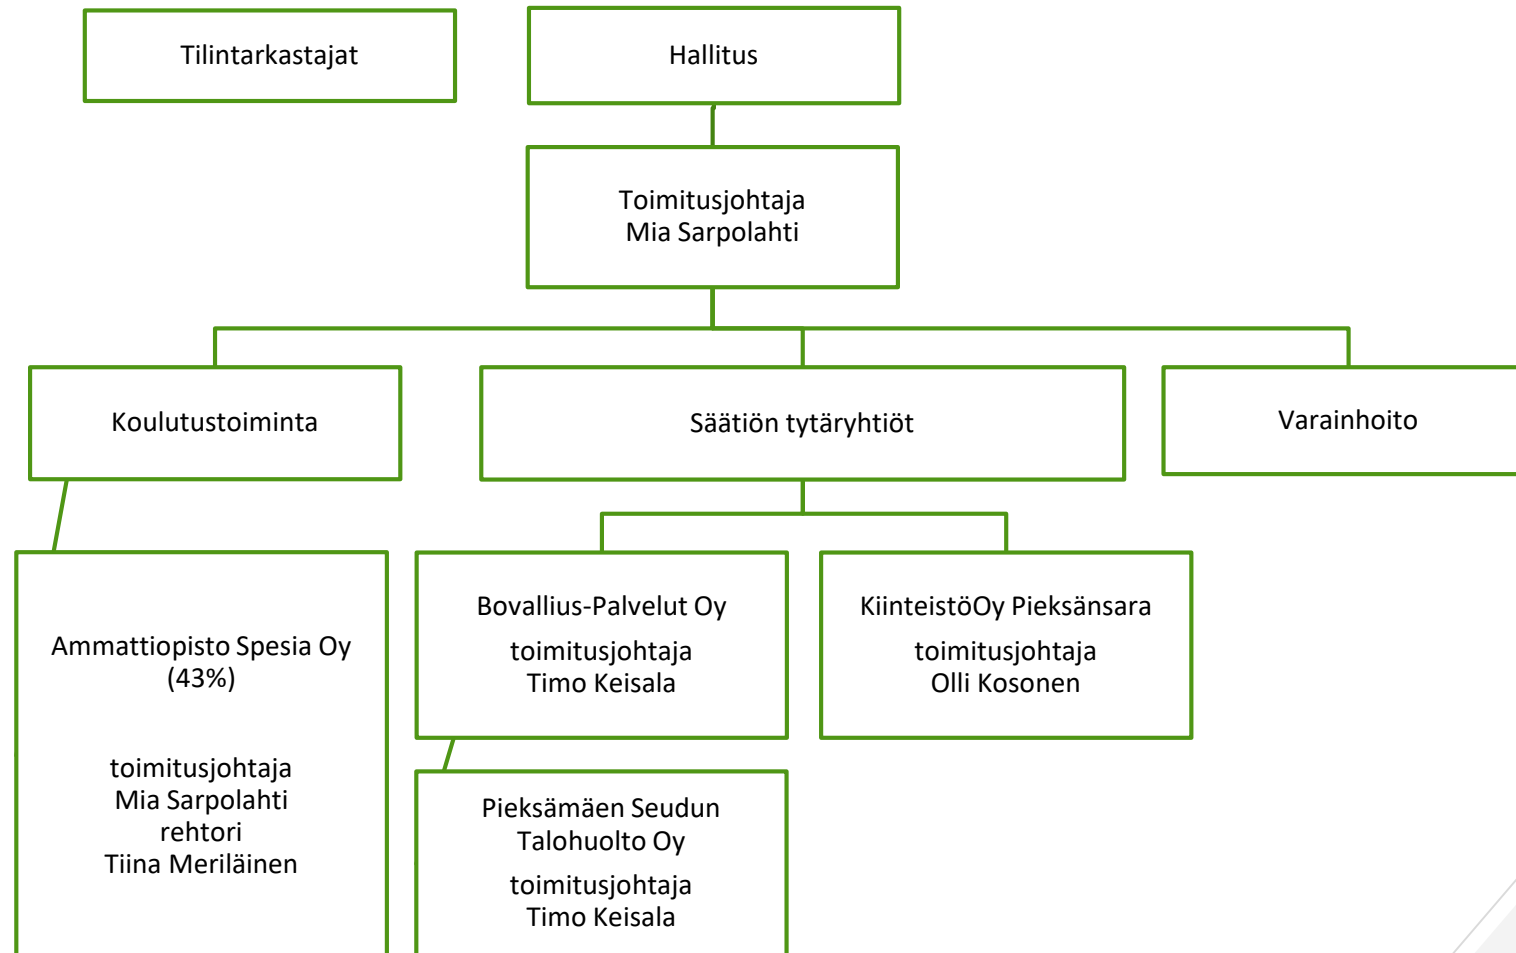 Tilintarkastajat
Hallitus
Toimitusjohtaja
Mia Sarpolahti
Koulutustoiminta
Säätiön tytäryhtiöt
Varainhoito
Ammattiopisto Spesia Oy
(43%)
toimitusjohtaja
Mia Sarpolahti
rehtori
Tiina Meriläinen
Bovallius-Palvelut Oy
toimitusjohtaja
Timo Keisala
KiinteistöOy Pieksänsara
toimitusjohtaja
Olli Kosonen
Pieksämäen Seudun
Talohuolto Oy
toimitusjohtaja
Timo Keisala